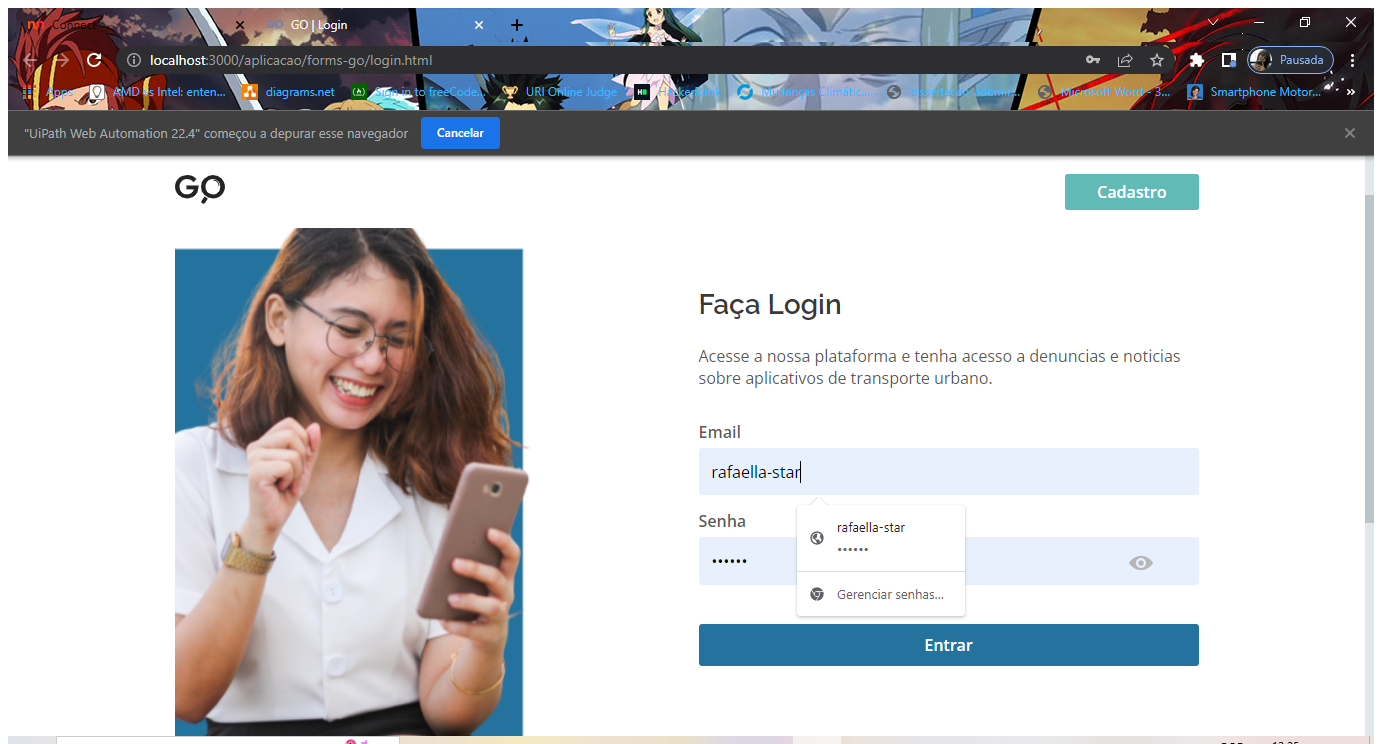 Connec
GO | Login
localhost:3000/aplicacao/forms-go/login.html
Pausada
Apps
AMD vs Intel: enten...
diagrams.net
Sign in to freeCode...
URI Online Judge
HackerRank
Mudanças Climátic...
Microsoft Word - 3...
Smartphone Motor...
»
"UiPath Web Automation 22.4" começou a depurar esse navegador
Cancelar
GO
Cadastro
Faça Login
Acesse a nossa plataforma e tenha acesso a denuncias e noticias
sobre aplicativos de transporte urbano.
Email
rafaella-star
Senha
••••••
rafaella-star
••••••
Gerenciar senhas...
Entrar